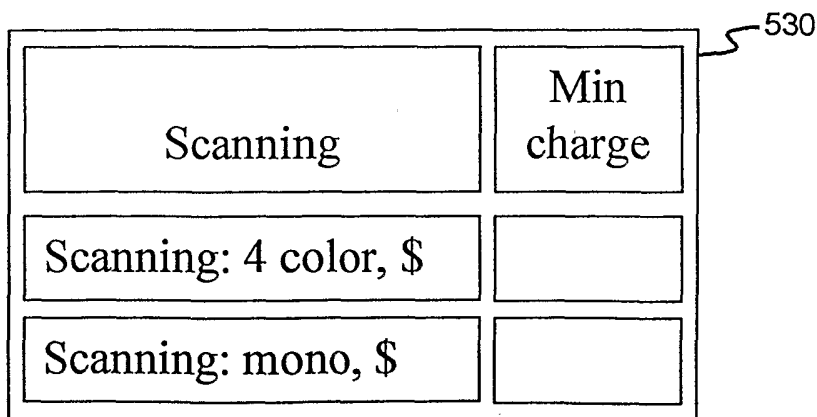 530
Scanning
Min
charge
Scanning: 4 color, $
Scanning: mono, $